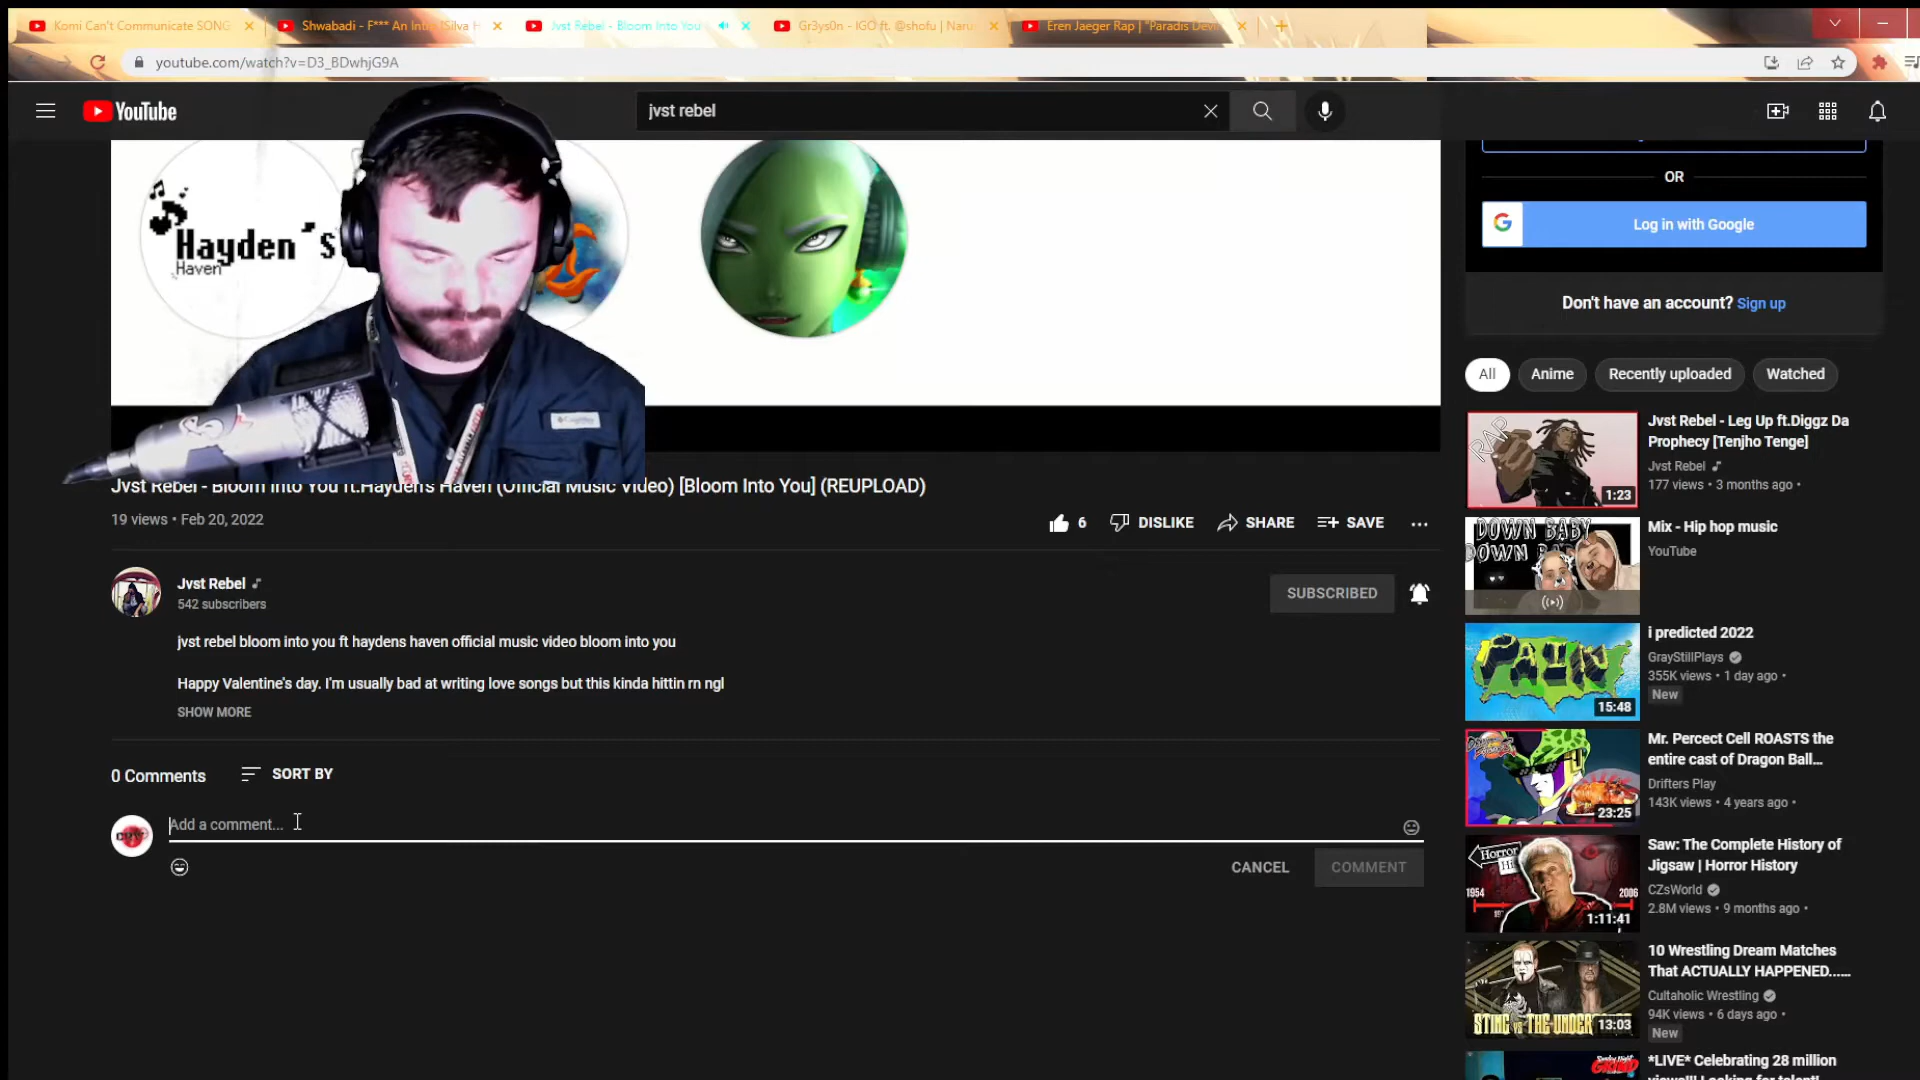 Komi Can't Communicate SONG
Shwabadi - F*** An Intr
Jvst Rebel - Bloom Into You
Gr3ys0n - IGO ft. @shofu | Naru
Eren Jaeger Rap | "Paradis Devi
youtube.com/watch?v=D3_BDwhjG9A
YouTube
jvst rebel
Hayden's
Haven
OR
Log in with Google
Don't have an account? Sign up
All
Anime
Recently uploaded
Watched
Jvst Rebel - Bloom Into You ft.Hayden's Haven (Official Music Video) [Bloom Into You] (REUPLOAD)
19 views • Feb 20, 2022
6
DISLIKE
SHARE
SAVE
Jvst Rebel
542 subscribers
SUBSCRIBED
jvst rebel bloom into you ft haydens haven official music video bloom into you
Happy Valentine's day. I'm usually bad at writing love songs but this kinda hittin rn ngl
SHOW MORE
0 Comments
SORT BY
Add a comment...
CANCEL
COMMENT
RAP
1:23
Jvst Rebel - Leg Up ft.Diggz Da
Prophecy [Tenjho Tenge]
Jvst Rebel
177 views • 3 months ago •
DOWN BABY
DOWN BA
Mix - Hip hop music
YouTube
PAIN
15:48
i predicted 2022
GrayStillPlays
355K views • 1 day ago •
New
23:25
Mr. Percect Cell ROASTS the
entire cast of Dragon Ball...
Drifters Play
143K views • 4 years ago •
Horror
1954
2006
1:11:41
Saw: The Complete History of
Jigsaw | Horror History
CZsWorld
2.8M views • 9 months ago •
STING vs THE UNDER
13:03
10 Wrestling Dream Matches
That ACTUALLY HAPPENED......
Cultaholic Wrestling
94K views • 6 days ago •
New
*LIVE* Celebrating 28 million
views!!! Looking for talent!